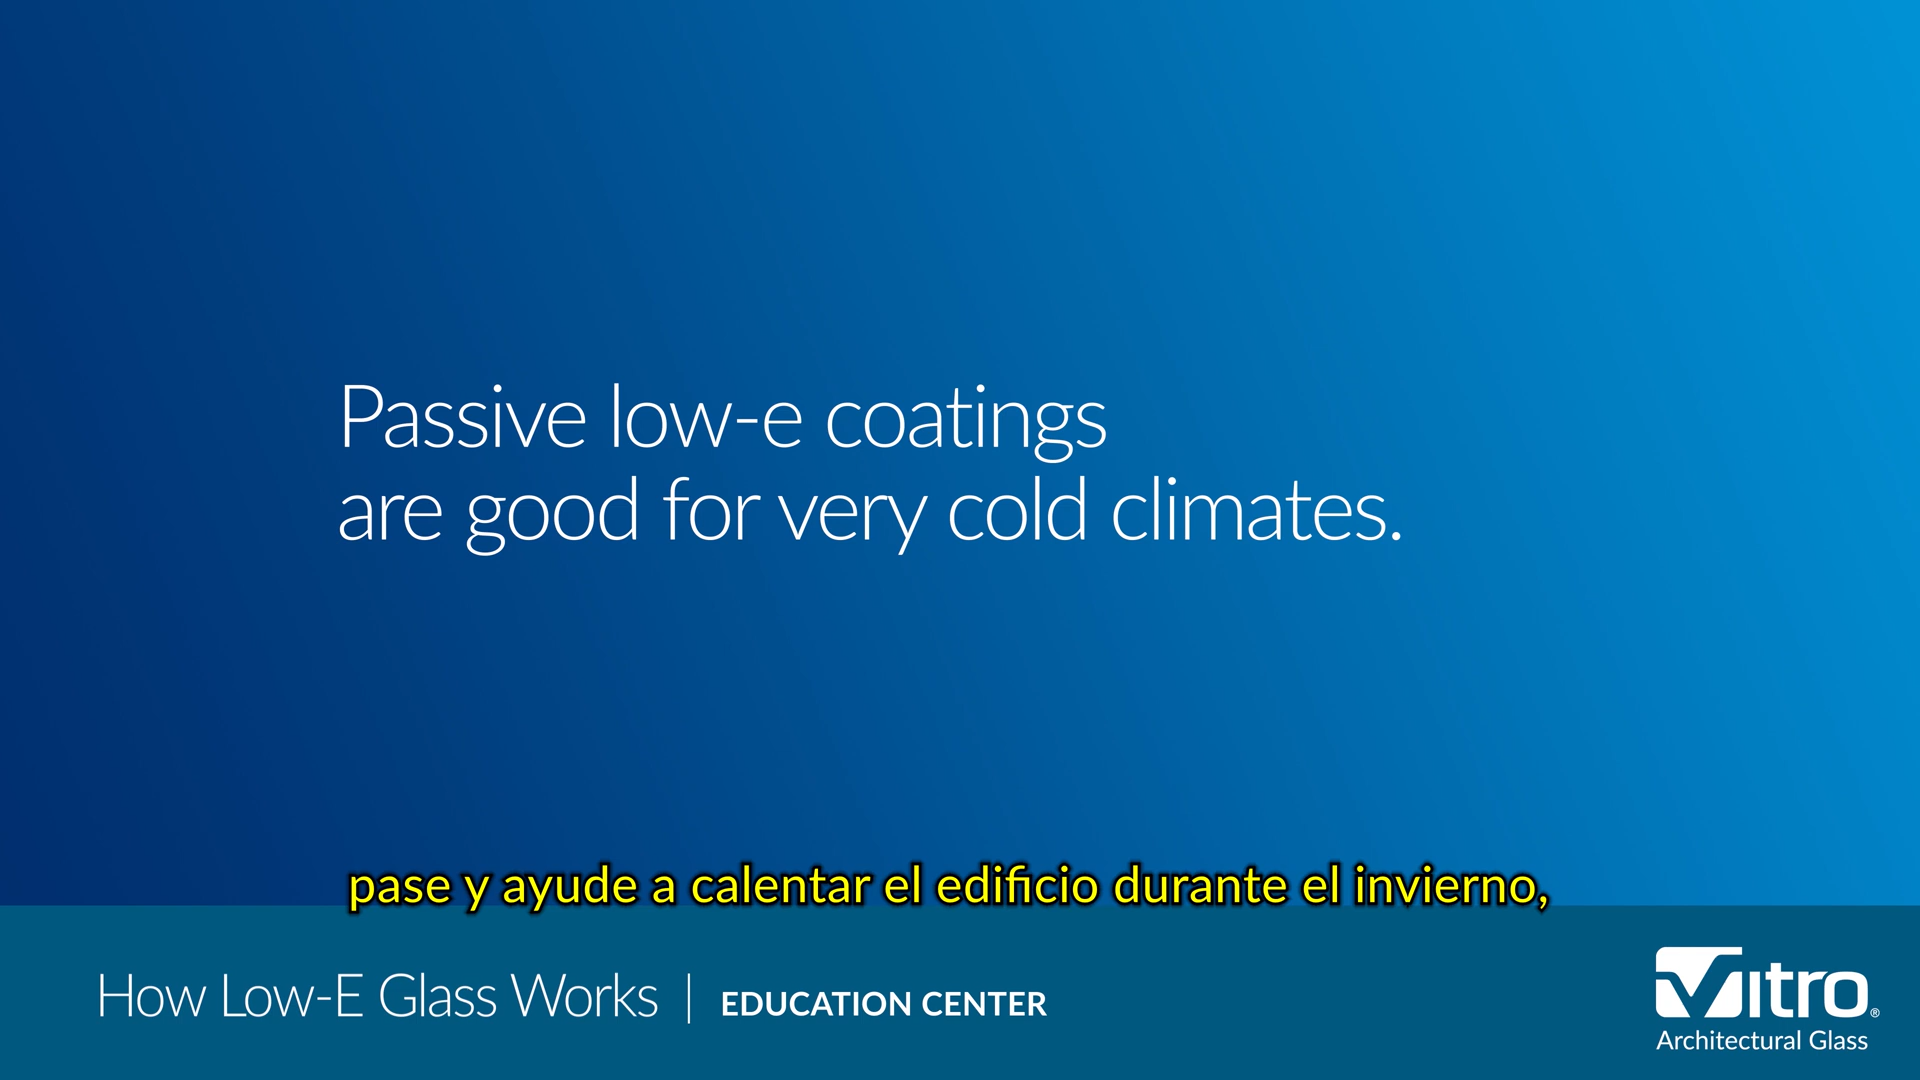 Passive low-e coatings
are good for very cold climates.
pase y ayude a calentar el edificio durante el invierno,
How Low-E Glass Works | EDUCATION CENTER
Vitro®
Architectural Glass